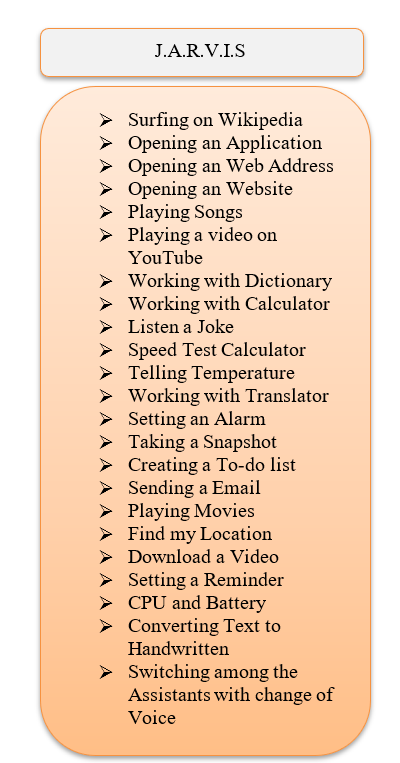 J.A.R.V.I.S
➢ Surfing on Wikipedia
➢ Opening an Application
➢ Opening an Web Address
➢ Opening an Website
➢ Playing Songs
➢ Playing a video on
YouTube
➢ Working with Dictionary
➢ Working with Calculator
➢ Listen a Joke
➢ Speed Test Calculator
➢ Telling Temperature
➢ Working with Translator
➢ Setting an Alarm
➢ Taking a Snapshot
➢ Creating a To-do list
➢ Sending a Email
➢ Playing Movies
➢ Find my Location
➢ Download a Video
➢ Setting a Reminder
➢ CPU and Battery
➢ Converting Text to
Handwritten
➢ Switching among the
Assistants with change of
Voice